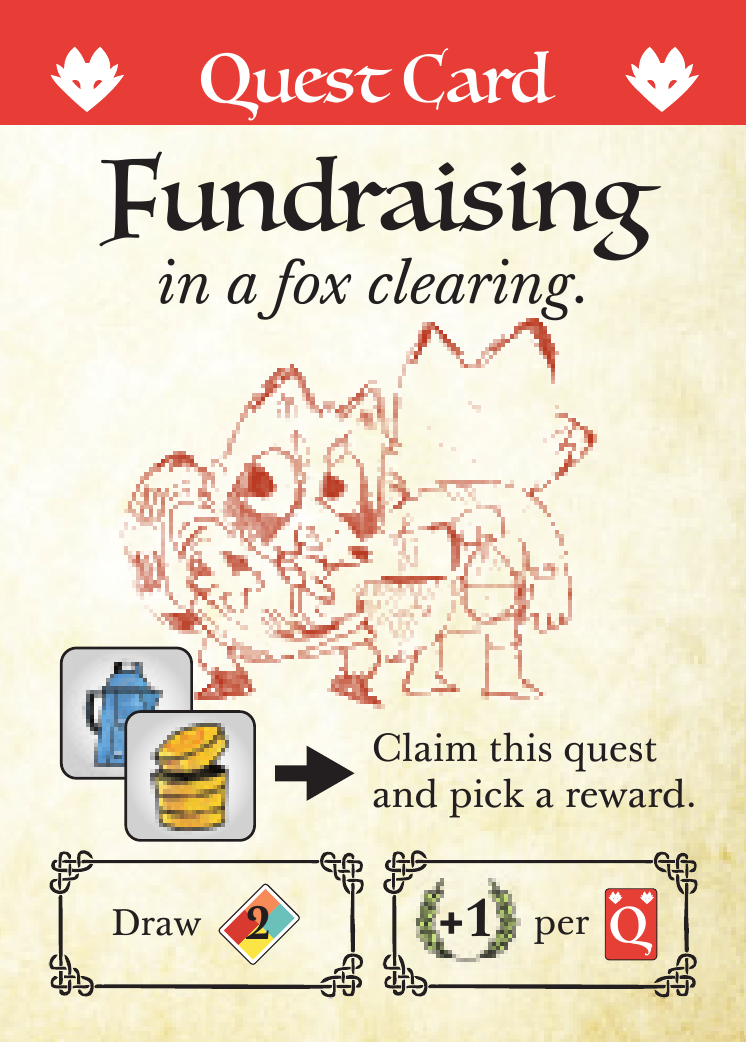 Quest Card
Fundraising
in a fox clearing.
Claim this quest
and pick a reward.
Draw 2
+1 per Q